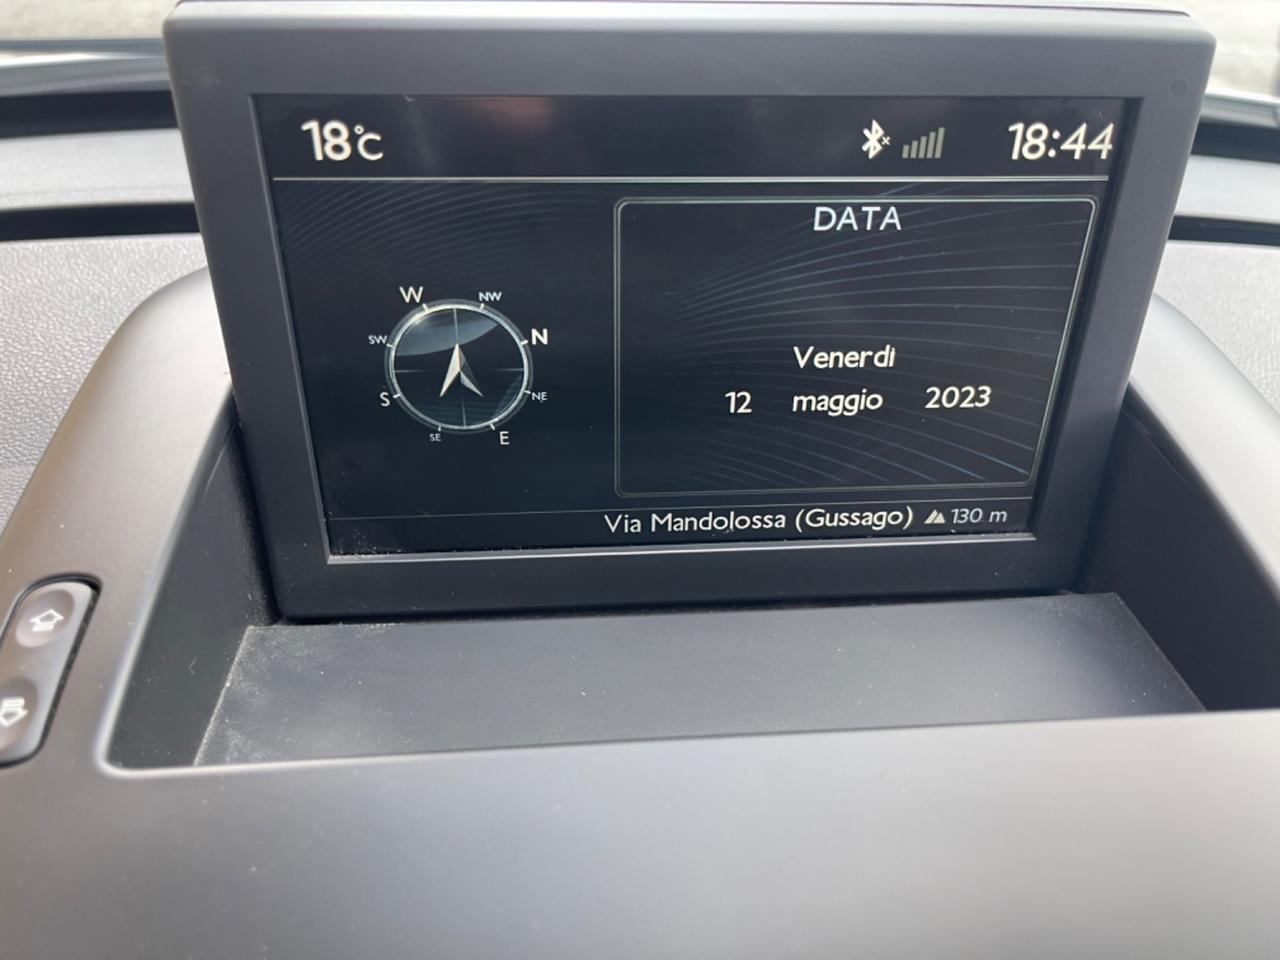 18°C 18:44
DATA
W NW
SW N
Venerdì
S NE
12 maggio 2023
SE E
Via Mandolossa (Gussago) 130 m